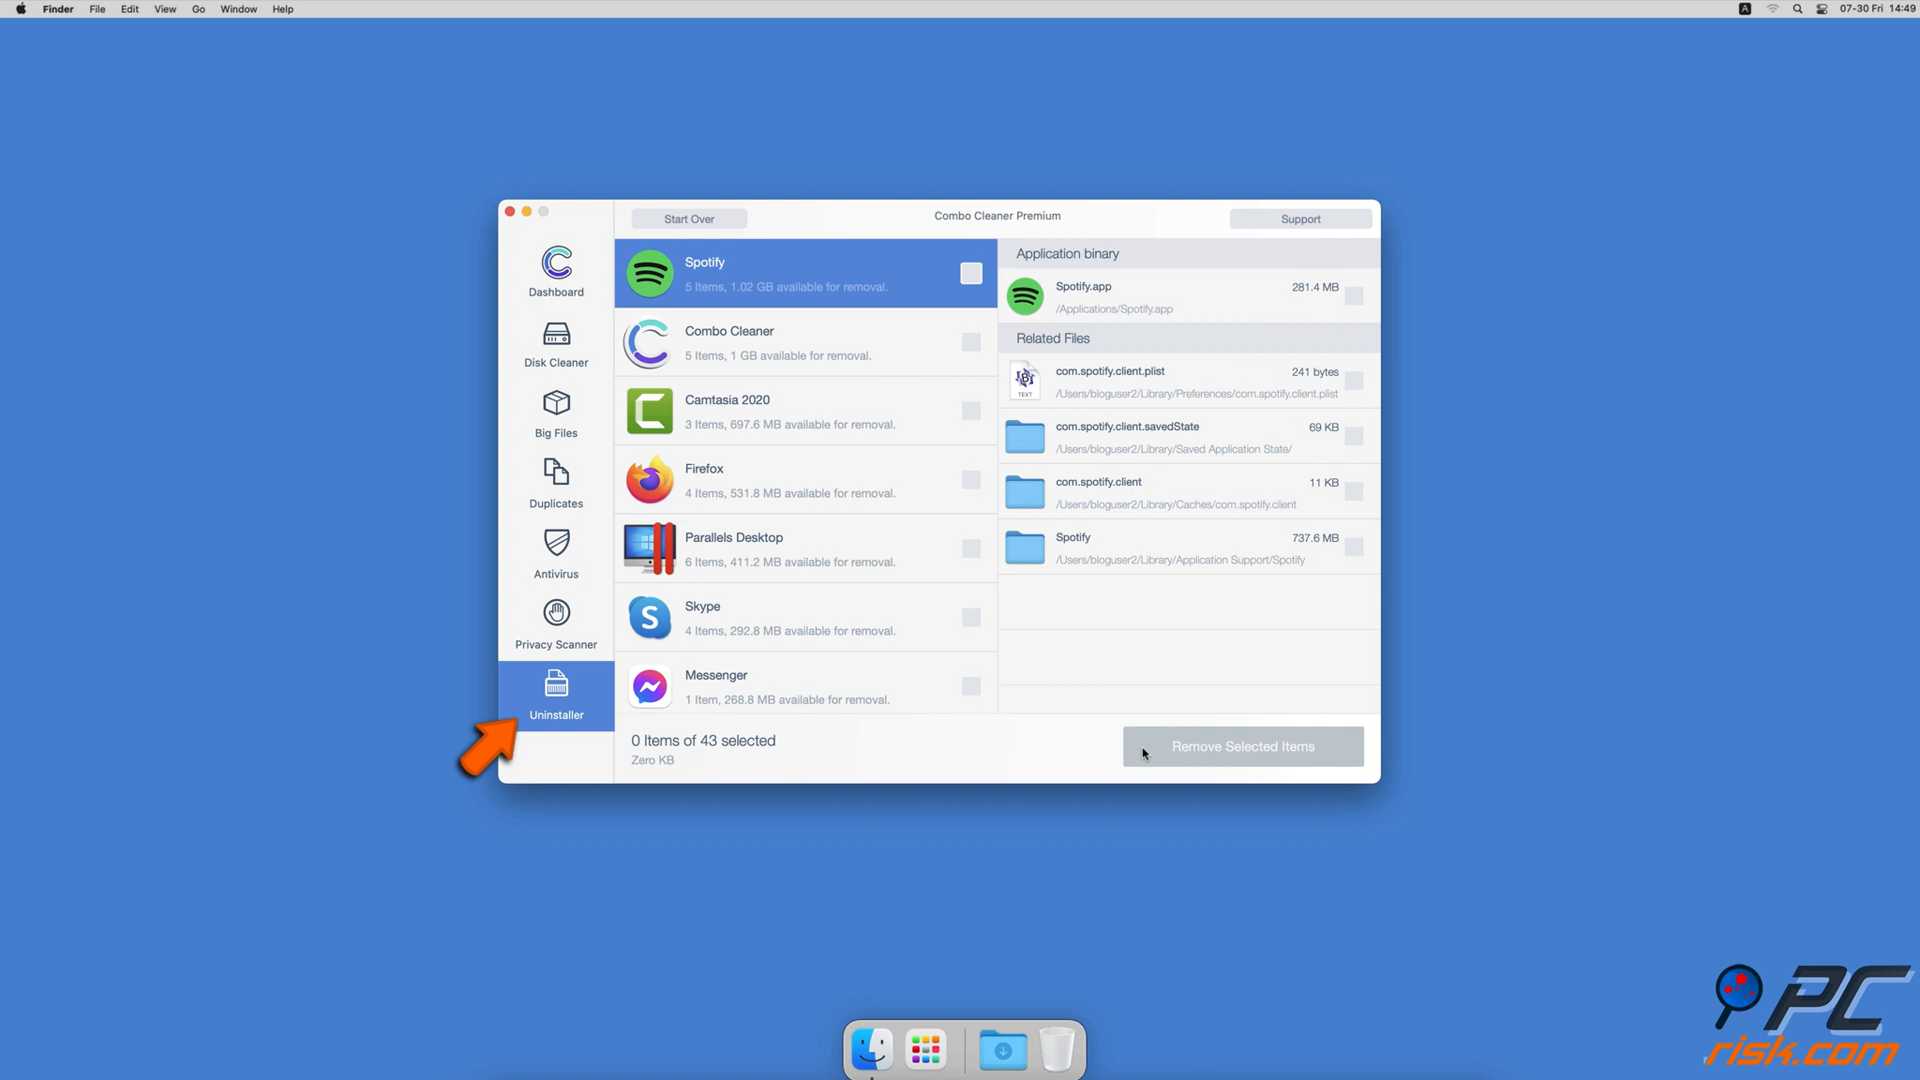 Finder File Edit View Go Window Help
A 07-30 Fri 14:49
Start Over
Combo Cleaner Premium
Support
Dashboard
Disk Cleaner
Big Files
Duplicates
Antivirus
Privacy Scanner
Uninstaller
Spotify
5 Items, 1.02 GB available for removal.
Combo Cleaner
5 Items, 1 GB available for removal.
Camtasia 2020
3 Items, 697.6 MB available for removal.
Firefox
4 Items, 531.8 MB available for removal.
Parallels Desktop
6 Items, 411.2 MB available for removal.
Skype
4 Items, 292.8 MB available for removal.
Messenger
1 Item, 268.8 MB available for removal.
Application binary
Spotify.app 281.4 MB
/Applications/Spotify.app
Related Files
TEXT
com.spotify.client.plist 241 bytes
/Users/bloguser2/Library/Preferences/com.spotify.client.plist
com.spotify.client.savedState 69 KB
/Users/bloguser2/Library/Saved Application State/
com.spotify.client 11 KB
/Users/bloguser2/Library/Caches/com.spotify.client
Spotify 737.6 MB
/Users/bloguser2/Library/Application Support/Spotify
0 Items of 43 selected
Zero KB
Remove Selected Items
PC
risk.com